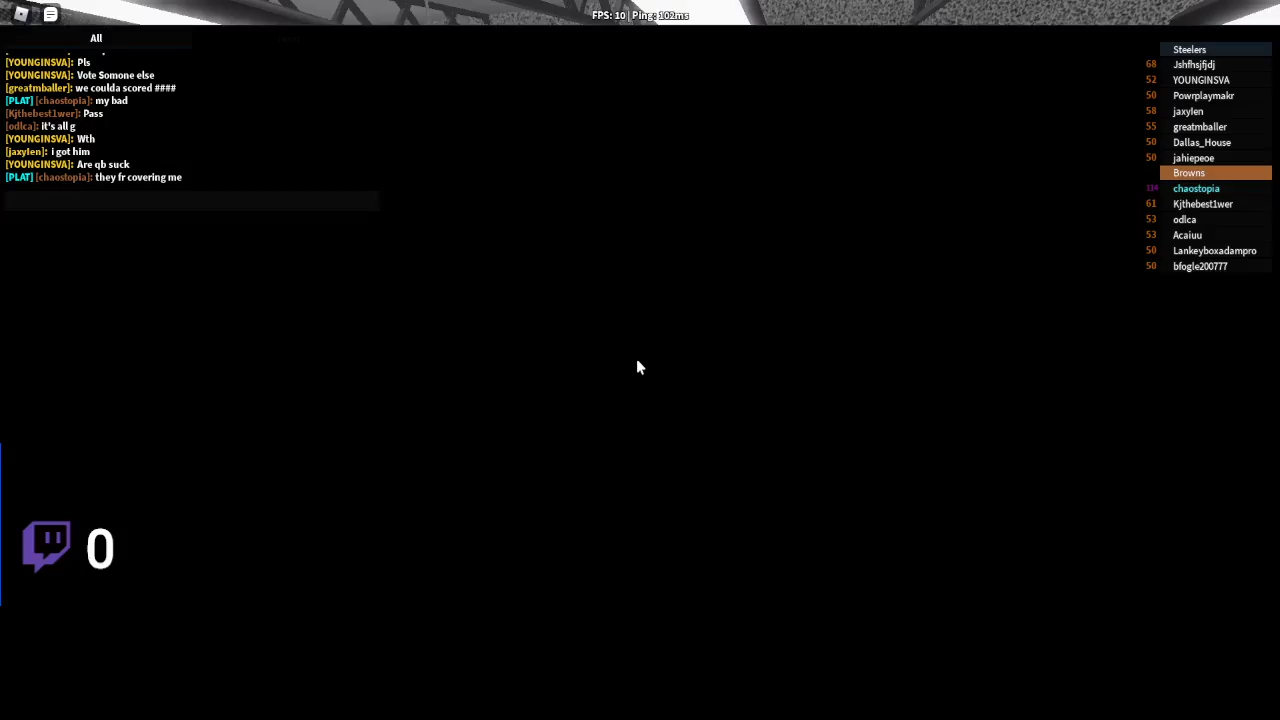 FPS: 10 | Ping: 102ms
All
[YOUNGINSVA]: Pls
[YOUNGINSVA]: Vote Somone else
[greatmballer]: we coulda scored ####
[PLAT] [chaostopia]: my bad
[Kjthebest1wer]: Pass
[odlca]: it's all g
[YOUNGINSVA]: Wth
[jaxylen]: i got him
[YOUNGINSVA]: Are qb suck
[PLAT] [chaostopia]: they fr covering me
Steelers
68 Jshfhsjfjdj
52 YOUNGINSVA
50 Powrplaymakr
58 jaxylen
55 greatmballer
50 Dallas_House
50 jahiepeoe
Browns
114 chaostopia
61 Kjthebest1wer
53 odlca
53 Acaiuu
50 Lankeyboxadampro
50 bfogle200777
0